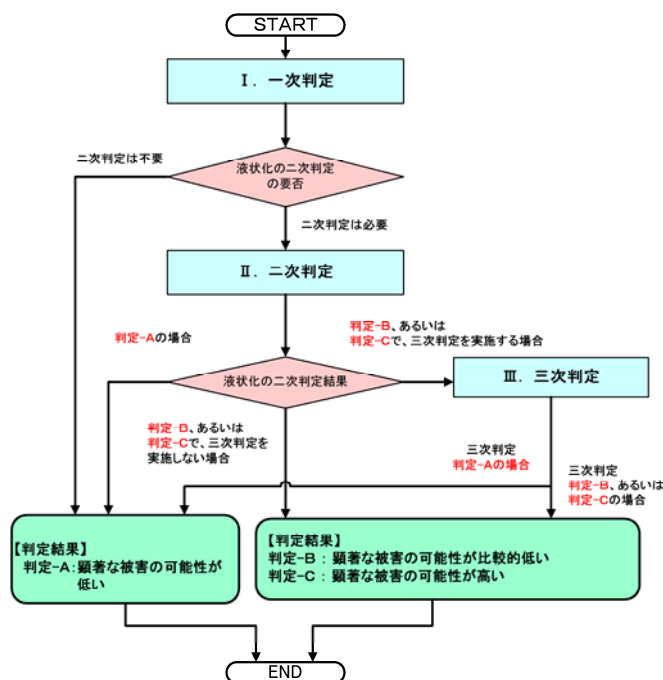 START
Ⅰ．一次判定
二次判定は不要
液状化の二次判定
の要否
二次判定は必要
Ⅱ．二次判定
判定-Aの場合
判定-B、あるいは
判定-Cで、三次判定を実施する場合
液状化の二次判定結果
Ⅲ．三次判定
判定-B、あるいは
判定-Cで、三次判定を
実施しない場合
三次判定
判定-Aの場合
三次判定
判定-B、あるいは
判定-Cの場合
【判定結果】
判定-A：顕著な被害の可能性が
低い
【判定結果】
判定-B：顕著な被害の可能性が比較的低い
判定-C：顕著な被害の可能性が高い
END